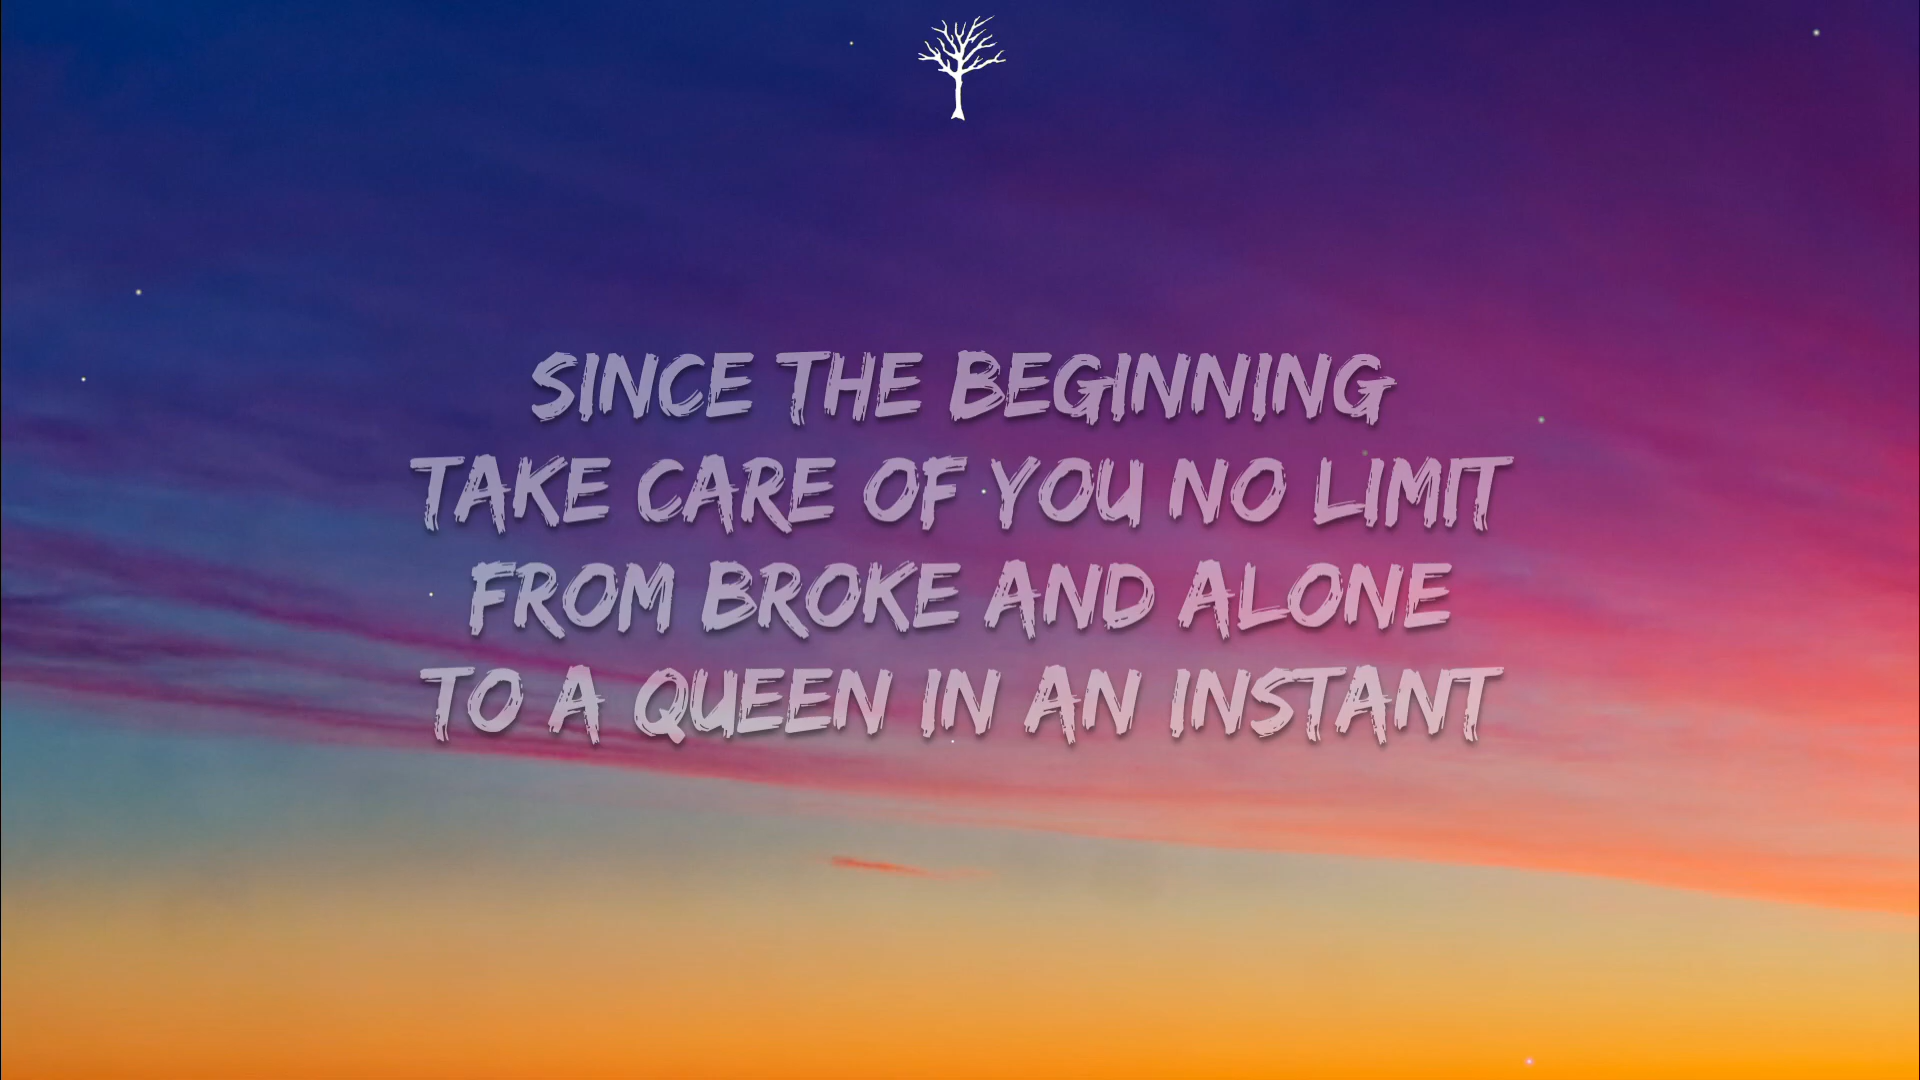 SINCE THE BEGINNING
TAKE CARE OF YOU NO LIMIT
FROM BROKE AND ALONE
TO A QUEEN IN AN INSTANT